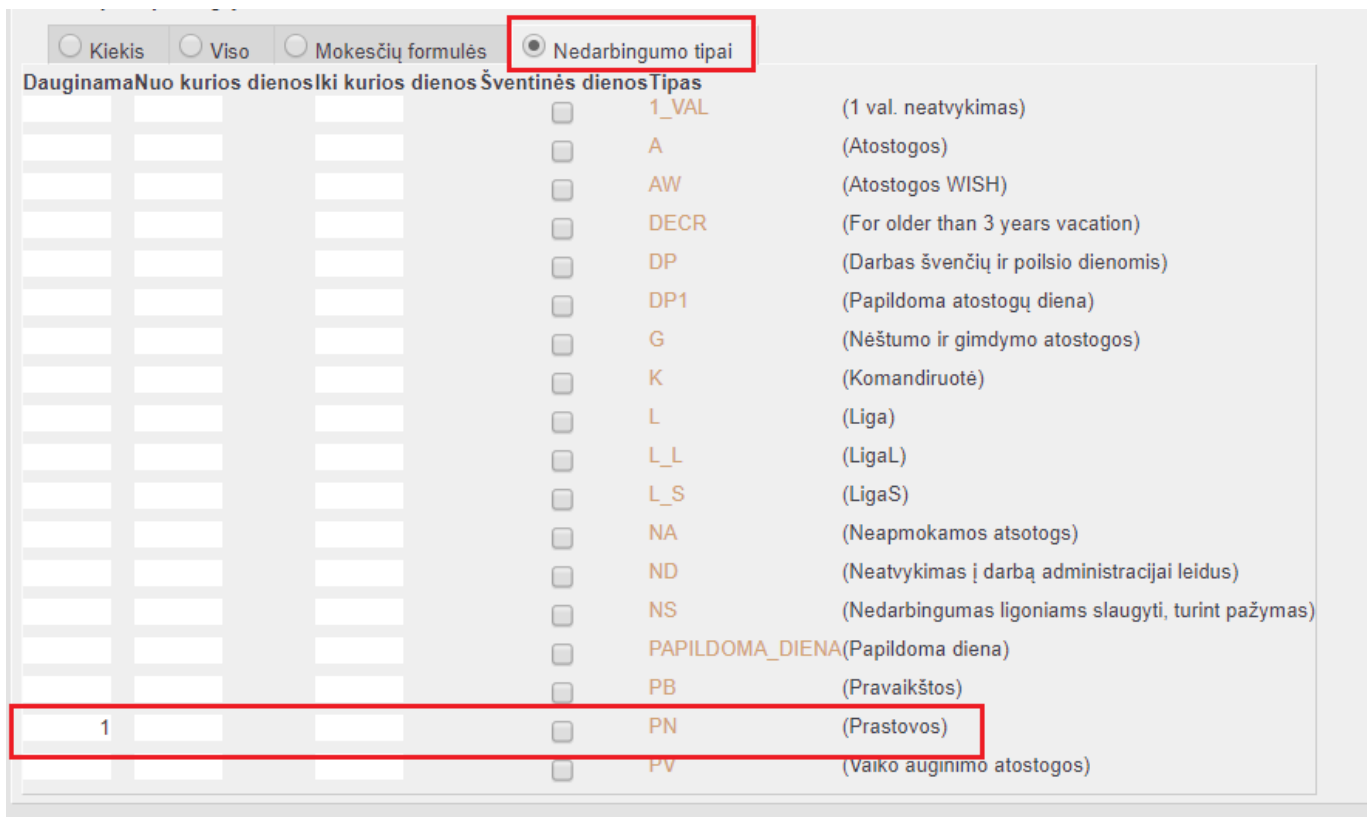 Kiekis Viso Mokesčių formulės Nedarbingumo tipai
Dauginama Nuo kurios dienos Iki kurios dienos Šventinės dienos Tipas
1_VAL (1 val. neatvykimas)
A (Atostogos)
AW (Atostogos WISH)
DECR (For older than 3 years vacation)
DP (Darbas švenčių ir poilsio dienomis)
DP1 (Papildoma atostogų diena)
G (Nėštumo ir gimdymo atostogos)
K (Komandiruotė)
L (Liga)
L_L (LigaL)
L_S (LigaS)
NA (Neapmokamos atsotogs)
ND (Neatvykimas į darbą administracijai leidus)
NS (Nedarbingumas ligoniams slaugyti, turint pažymas)
PAPILDOMA_DIENA (Papildoma diena)
PB (Pravaikštos)
1 PN (Prastovos)
PV (Vaiko auginimo atostogos)